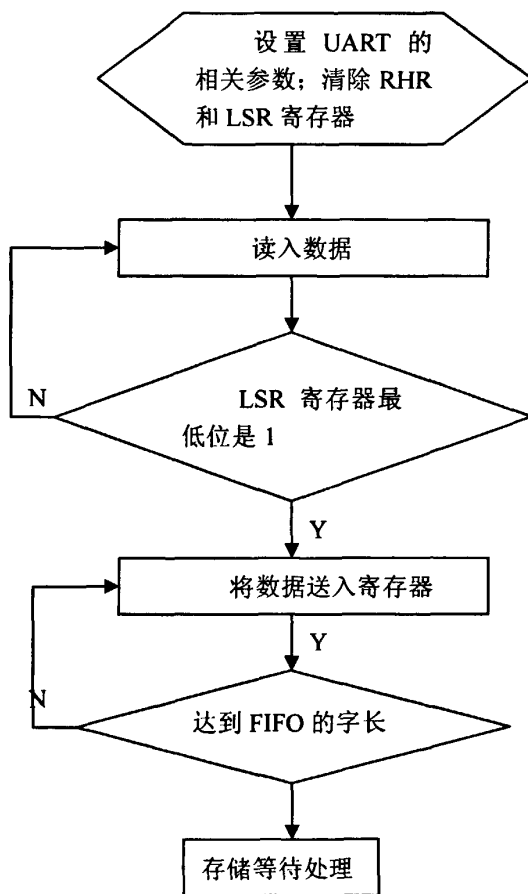 设置 UART 的
相关参数；清除 RHR
和 LSR 寄存器
读入数据
N
LSR 寄存器最
低位是 1
Y
将数据送入寄存器
Y
N
达到 FIFO 的字长
存储等待处理